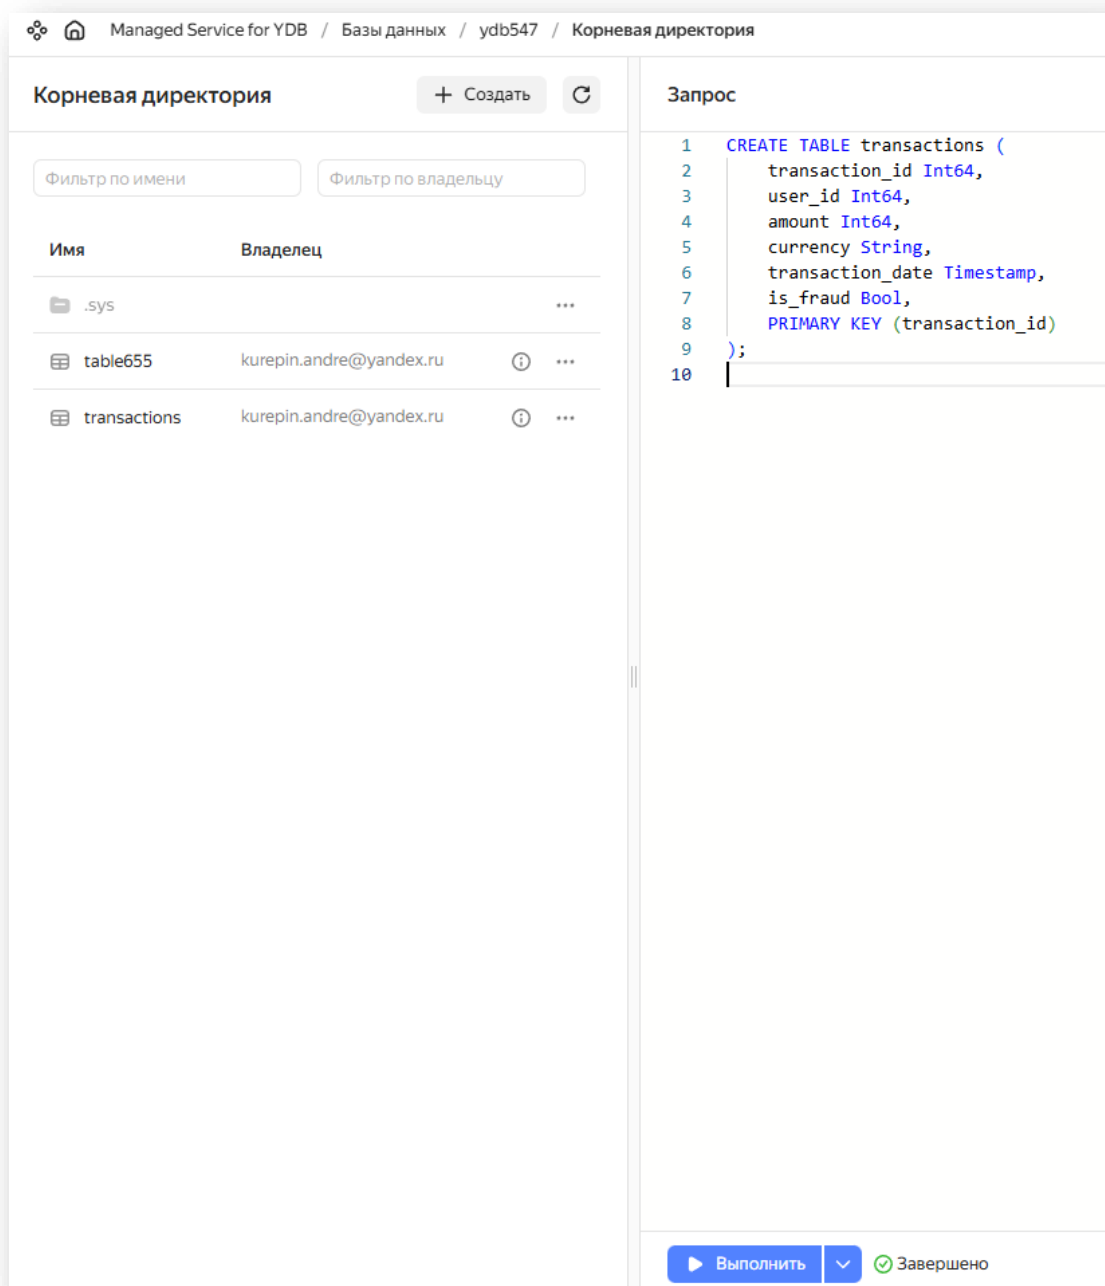 Managed Service for YDB / Базы данных / ydb547 / Корневая директория
Корневая директория
Создать
Фильтр по имени
Фильтр по владельцу
Имя Владелец
.sys
table655 kurepin.andre@yandex.ru
transactions kurepin.andre@yandex.ru
Запрос
1 CREATE TABLE transactions (
2 transaction_id Int64,
3 user_id Int64,
4 amount Int64,
5 currency String,
6 transaction_date Timestamp,
7 is_fraud Bool,
8 PRIMARY KEY (transaction_id)
9 );
10
Выполнить
Завершено